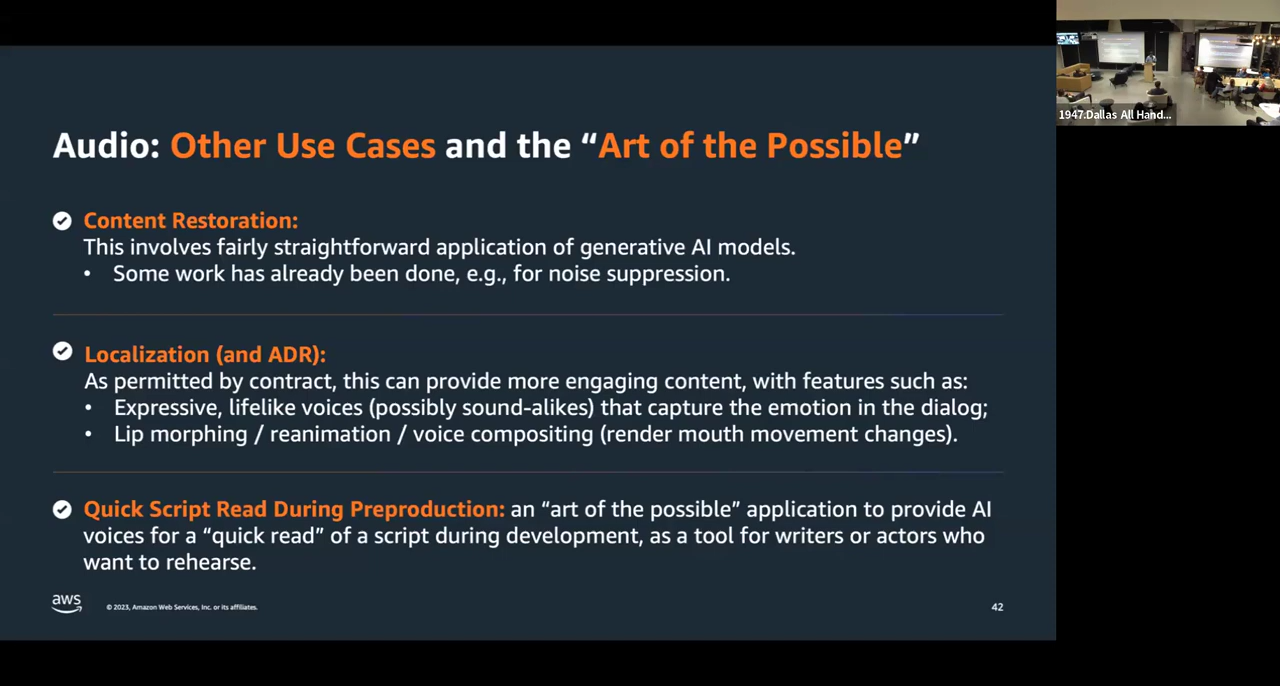 Audio: Other Use Cases and the “Art of the Possible”
Content Restoration:
This involves fairly straightforward application of generative AI models.
• Some work has already been done, e.g., for noise suppression.
Localization (and ADR):
As permitted by contract, this can provide more engaging content, with features such as:
• Expressive, lifelike voices (possibly sound-alikes) that capture the emotion in the dialog;
• Lip morphing / reanimation / voice compositing (render mouth movement changes).
Quick Script Read During Preproduction: an “art of the possible” application to provide AI
voices for a “quick read” of a script during development, as a tool for writers or actors who
want to rehearse.
aws
© 2023, Amazon Web Services, Inc. or its affiliates.
42
1947.Dallas All Hand...